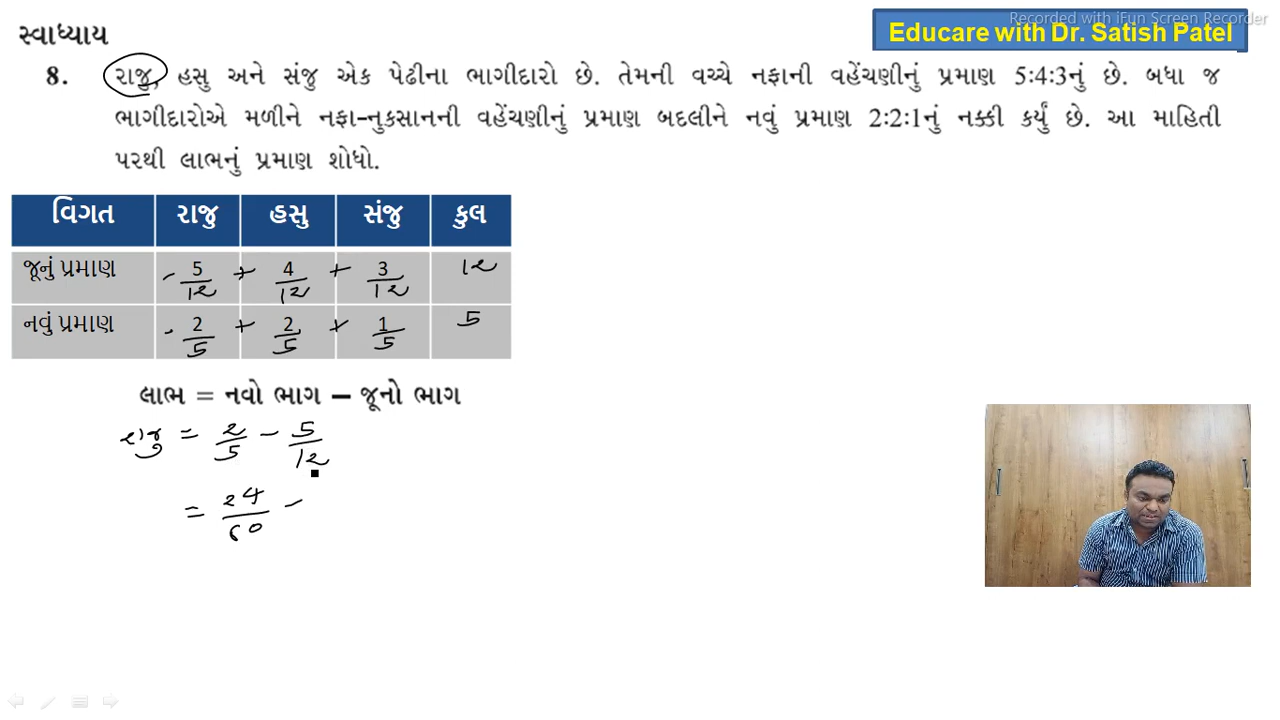 Recorded with iFun Screen Recorder
Educare with Dr. Satish Patel
સ્વાધ્યાય
8. રાજુ, હસુ અને સંજુ એક પેઢીના ભાગીદારો છે. તેમની વચ્ચે નફાની વહેંચણીનું પ્રમાણ 5:4:3નું છે. બધા જ
ભાગીદારોએ મળીને નફા-નુકસાનની વહેંચણીનું પ્રમાણ બદલીને નવું પ્રમાણ 2:2:1નું નક્કી કર્યું છે. આ માહિતી
પરથી લાભનું પ્રમાણ શોધો.
વિગત રાજુ હસુ સંજુ કુલ
જૂનું પ્રમાણ - 5/12 + 4/12 + 3/12 12
નવું પ્રમાણ - 2/5 + 2/5 + 1/5 5
લાભ = નવો ભાગ – જૂનો ભાગ
રાજુ = 2/5 - 5/12
= 24/60 -